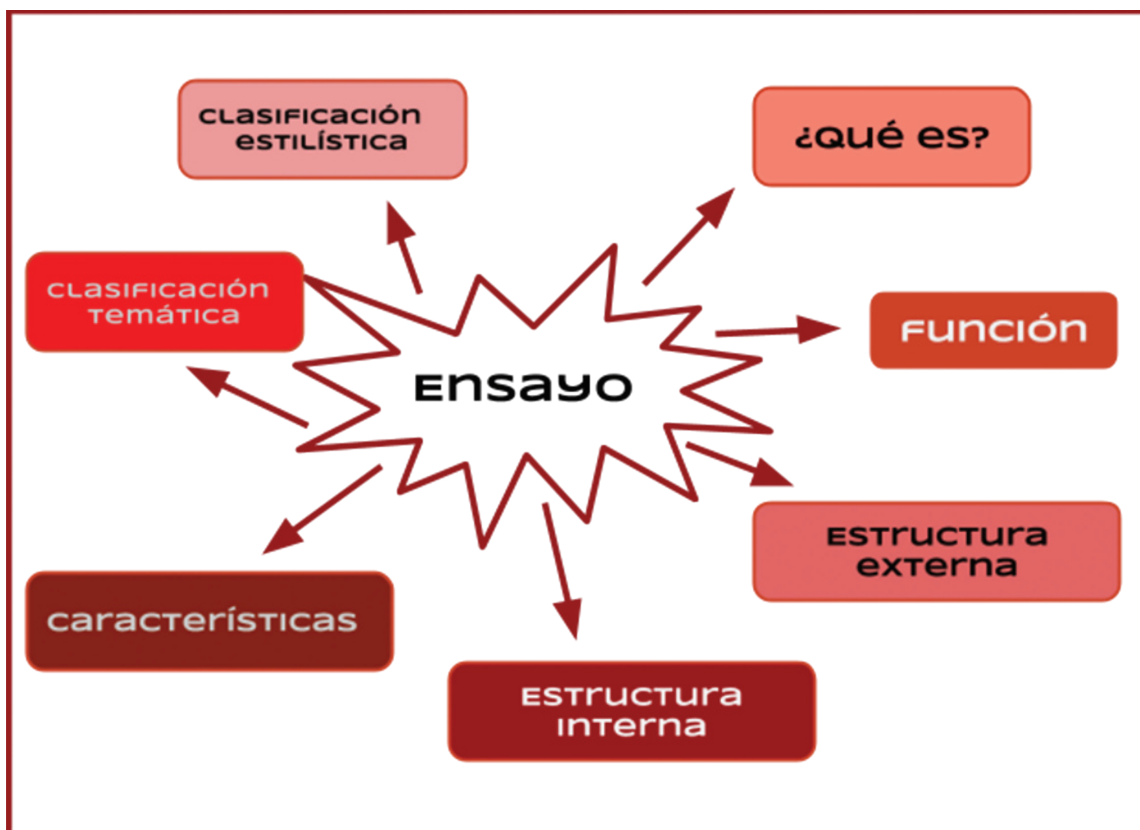 Clasificación
Estilística
¿Qué es?
Clasificación
Temática
Ensayo
Función
Estructura
Externa
Características
Estructura
Interna